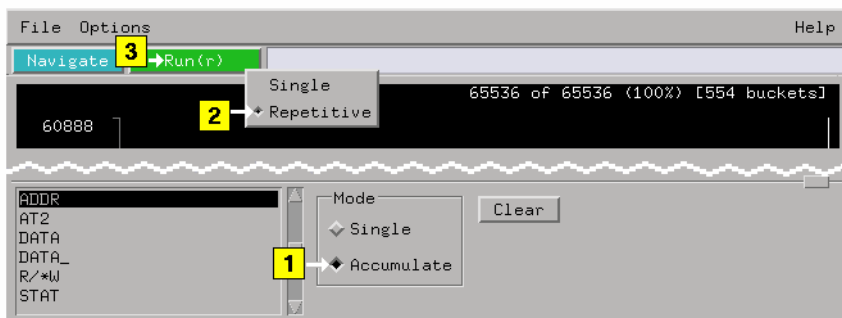 File Options Help
Navigate 3 Run(r)
Single
65536 of 65536 (100%) [554 buckets]
2 Repetitive
60888
ADDR
AT2
DATA
DATA_
R/*W
STAT
Mode
Single
1 Accumulate
Clear